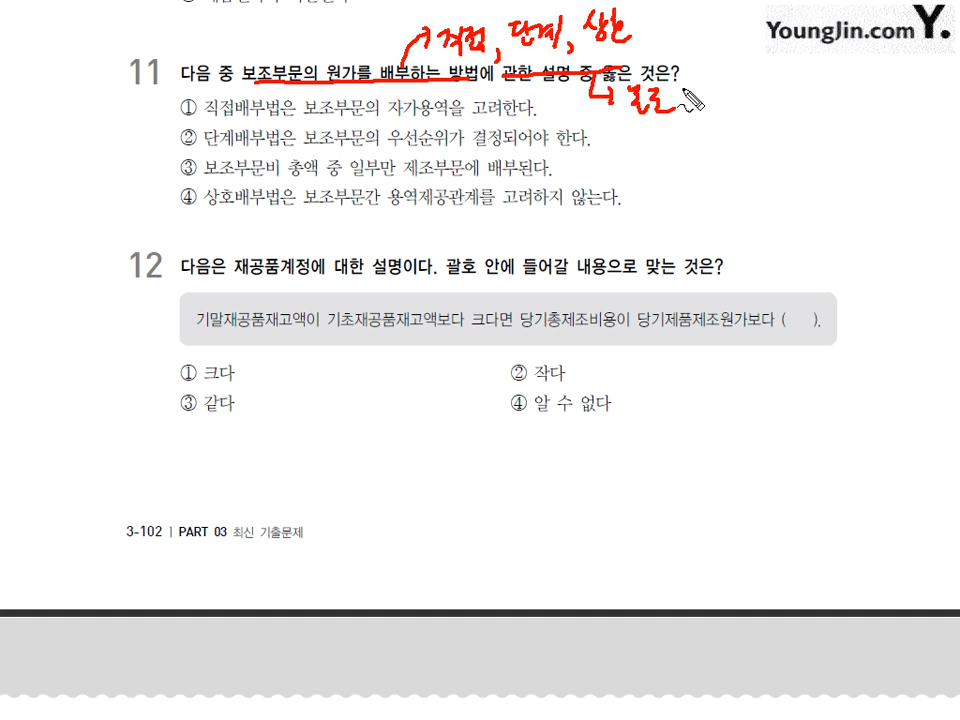 YoungJin.com Y.
직접, 단계, 상호
11 다음 중 보조부문의 원가를 배부하는 방법에 관한 설명 중 옳은 것은?
① 직접배부법은 보조부문의 자가용역을 고려한다.
② 단계배부법은 보조부문의 우선순위가 결정되어야 한다.
③ 보조부문비 총액 중 일부만 제조부문에 배부된다.
④ 상호배부법은 보조부문간 용역제공관계를 고려하지 않는다.
12 다음은 재공품계정에 대한 설명이다. 괄호 안에 들어갈 내용으로 맞는 것은?
기말재공품재고액이 기초재공품재고액보다 크다면 당기총제조비용이 당기제품제조원가보다 ( ).
① 크다 ② 작다
③ 같다 ④ 알 수 없다
3-102 | PART 03 최신 기출문제